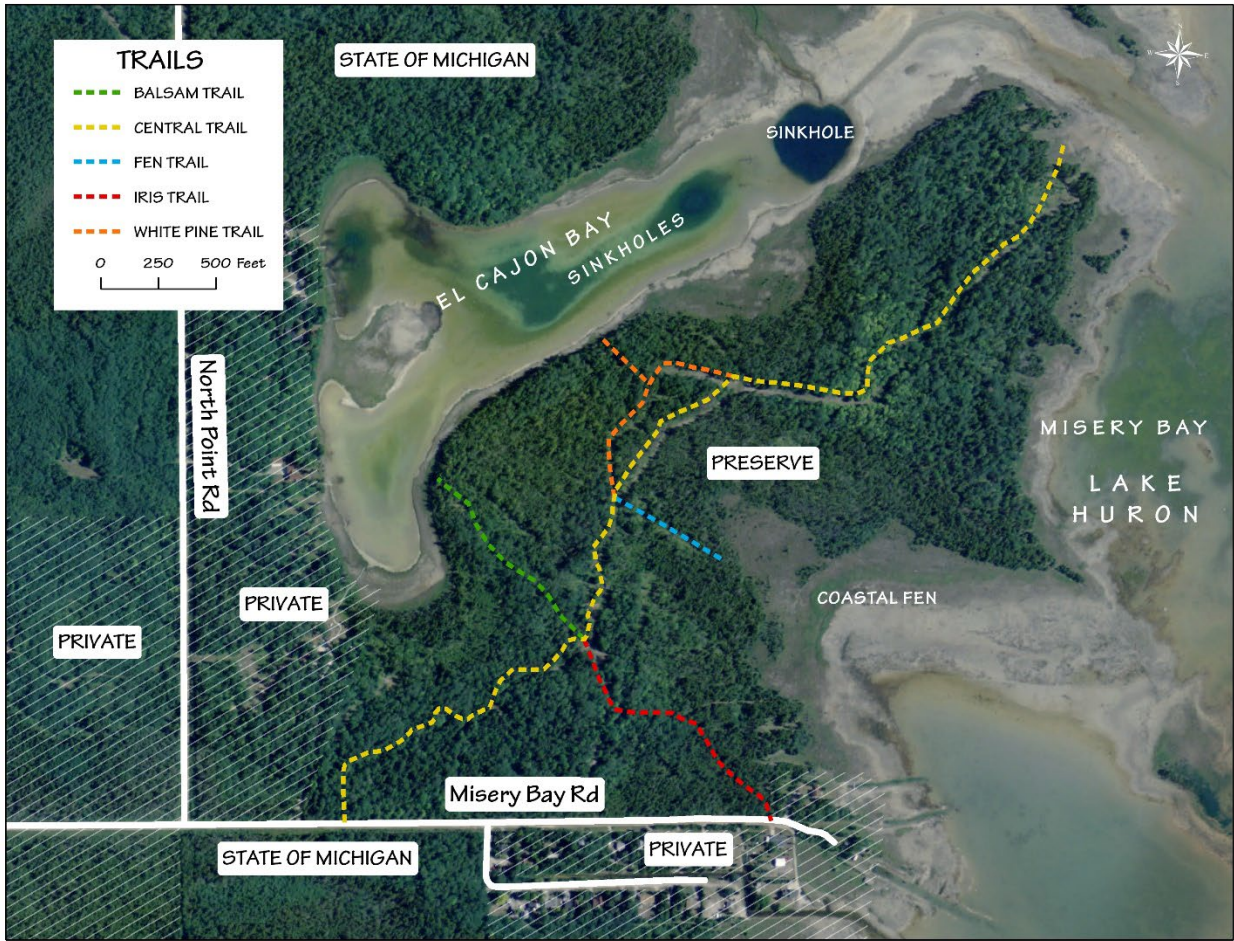 TRAILS
BALSAM TRAIL
CENTRAL TRAIL
FEN TRAIL
IRIS TRAIL
WHITE PINE TRAIL
0 250 500 Feet
STATE OF MICHIGAN
N
W E
S
SINKHOLE
EL CAJON BAY
SINKHOLES
North Point Rd
MISERY BAY
LAKE
HURON
PRESERVE
COASTAL FEN
PRIVATE
PRIVATE
Misery Bay Rd
STATE OF MICHIGAN
PRIVATE